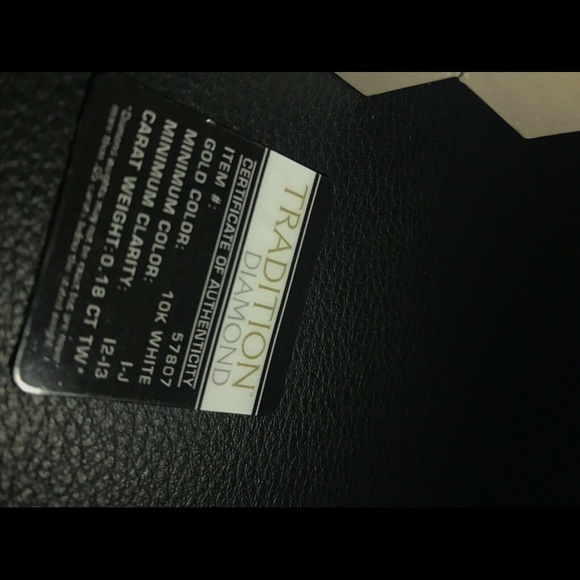 TRADITION
DIAMOND
CERTIFICATE OF AUTHENTICITY
ITEM #: 57807
GOLD COLOR: 10K WHITE
MINIMUM COLOR: I-J
MINIMUM CLARITY: I2-I3
CARAT WEIGHT: 0.18 CT. TW*